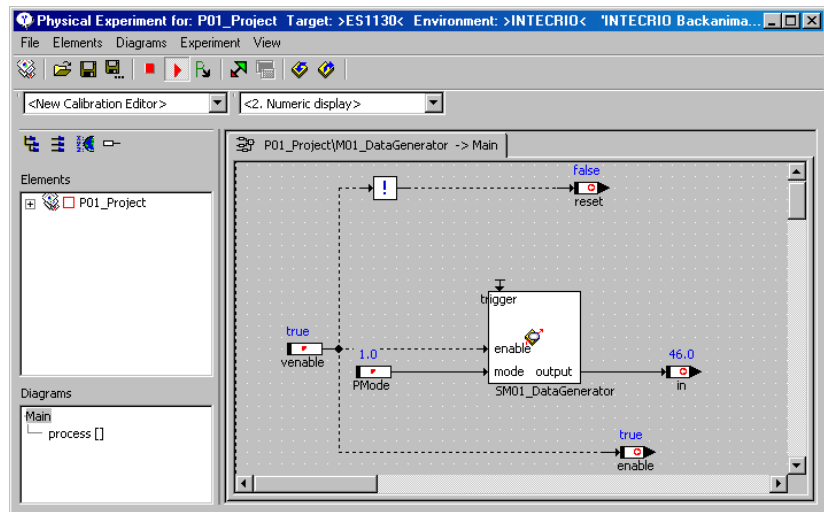 Physical Experiment for: P01_Project Target: >ES1130< Environment: >INTECRIO< 'INTECRIO Backanima...
File Elements Diagrams Experiment View
<New Calibration Editor> <2. Numeric display>
P01_Project\M01_DataGenerator -> Main
Elements
P01_Project
false
!
reset
trigger
true
enable
venable
1.0
46.0
mode output
PMode
SM01_DataGenerator
in
Diagrams
Main
process []
true
enable